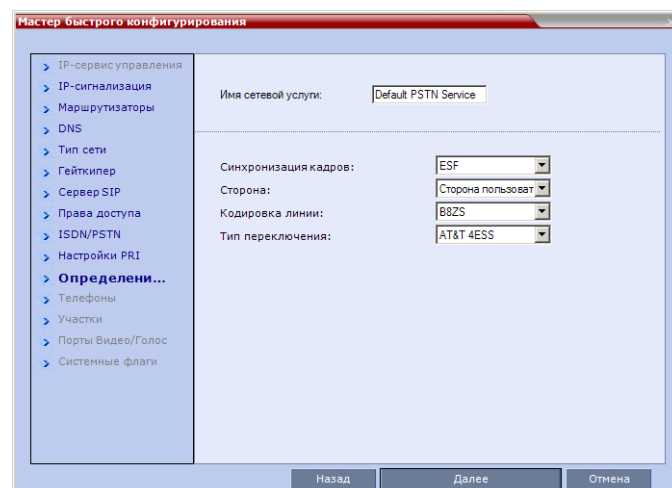 Мастер быстрого конфигурирования
IP-сервис управления
IP-сигнализация
Маршрутизаторы
DNS
Тип сети
Гейткипер
Сервер SIP
Права доступа
ISDN/PSTN
Настройки PRI
Определени...
Телефоны
Участки
Порты Видео/Голос
Системные флаги
Имя сетевой услуги: Default PSTN Service
Синхронизация кадров: ESF
Сторона: Сторона пользоват
Кодировка линии: B8ZS
Тип переключения: AT&T 4ESS
Назад Далее Отмена